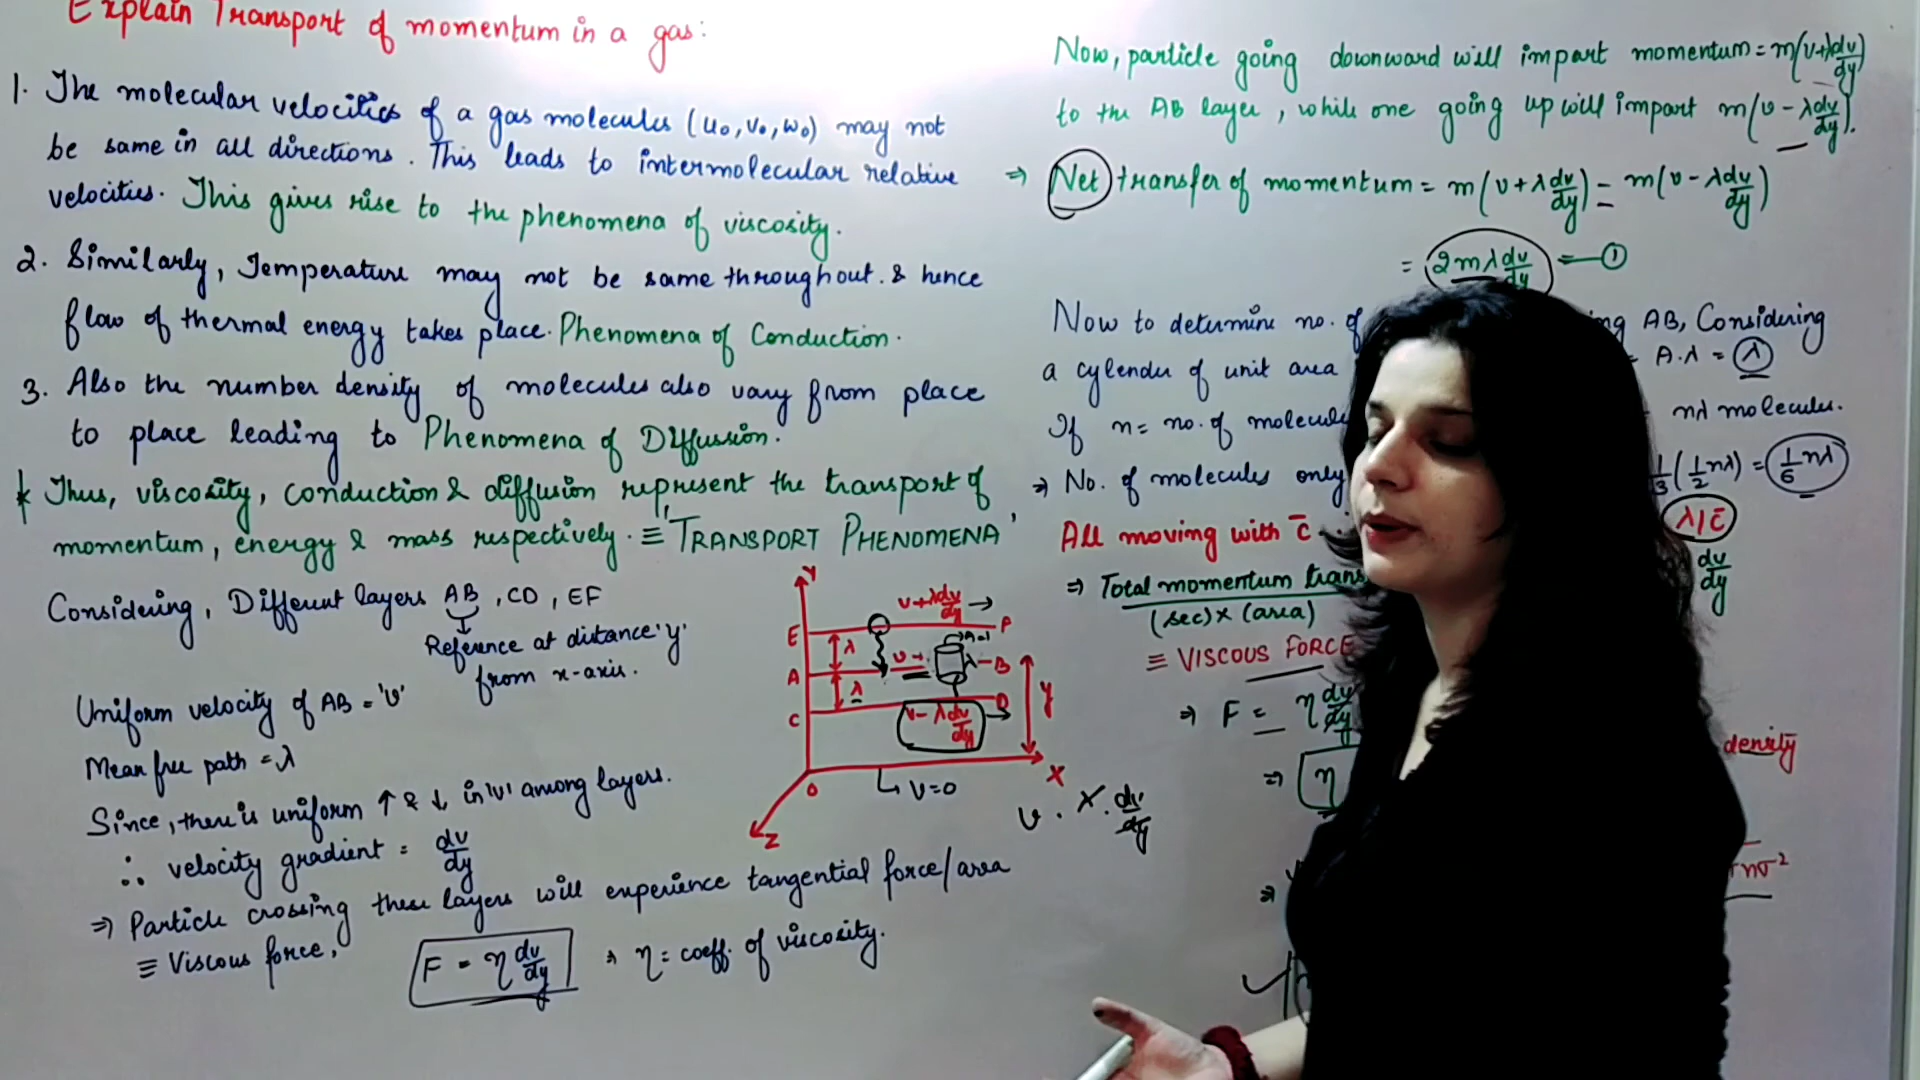 Explain Transport of momentum in a gas:
1. The molecular velocities of a gas molecules (u₀, v₀, w₀) may not
be same in all directions. This leads to intermolecular relative
velocities. This gives rise to the phenomena of viscosity.
2. Similarly, Temperature may not be same throughout. & hence
flow of thermal energy takes place. Phenomena of Conduction.
3. Also the number density of molecules also vary from place
to place leading to Phenomena of Diffussion.
* Thus, viscosity, conduction & diffusion represent the transport of
momentum, energy & mass respectively. ≡ 'TRANSPORT PHENOMENA'
Considering, Different layers AB, CD, EF
Reference at distance 'y'
from x-axis.
Uniform velocity of AB = 'v'
Mean free path = λ
Since, there is uniform ↑ & ↓ in 'v' among layers.
∴ velocity gradient = dv/dy
⇒ Particle crossing these layers will experience tangential force/area
≡ Viscous force,
F = η dv/dy
→ η = coeff. of viscosity.
Y
v+λdv/dy →
E
F
λ
A
v→
A=1
λ
B
λ
C
D
v-λdv/dy
y
X
O
v=0
Z
v . λ . dv/dy
Now, particle going downward will impart momentum = m(v+λdv/dy)
to the AB layer, while one going up will impart m(v-λdv/dy).
⇒ Net transfer of momentum = m(v+λdv/dy) - m(v-λdv/dy)
= 2mλdv/dy — ①
Now to determine no. of AB, Considering
a cylender of unit area A.λ = λ
If n = no. of nλ molecules.
⇒ No. of molecules only 1/3(1/2nλ) = 1/6nλ
All moving with c̄ λ/c̄
⇒ Total momentum
(sec)×(area)
dv/dy
≡ VISCOUS FORCE
⇒ F = η dv/dy
⇒ η
density
⇒ nσ²